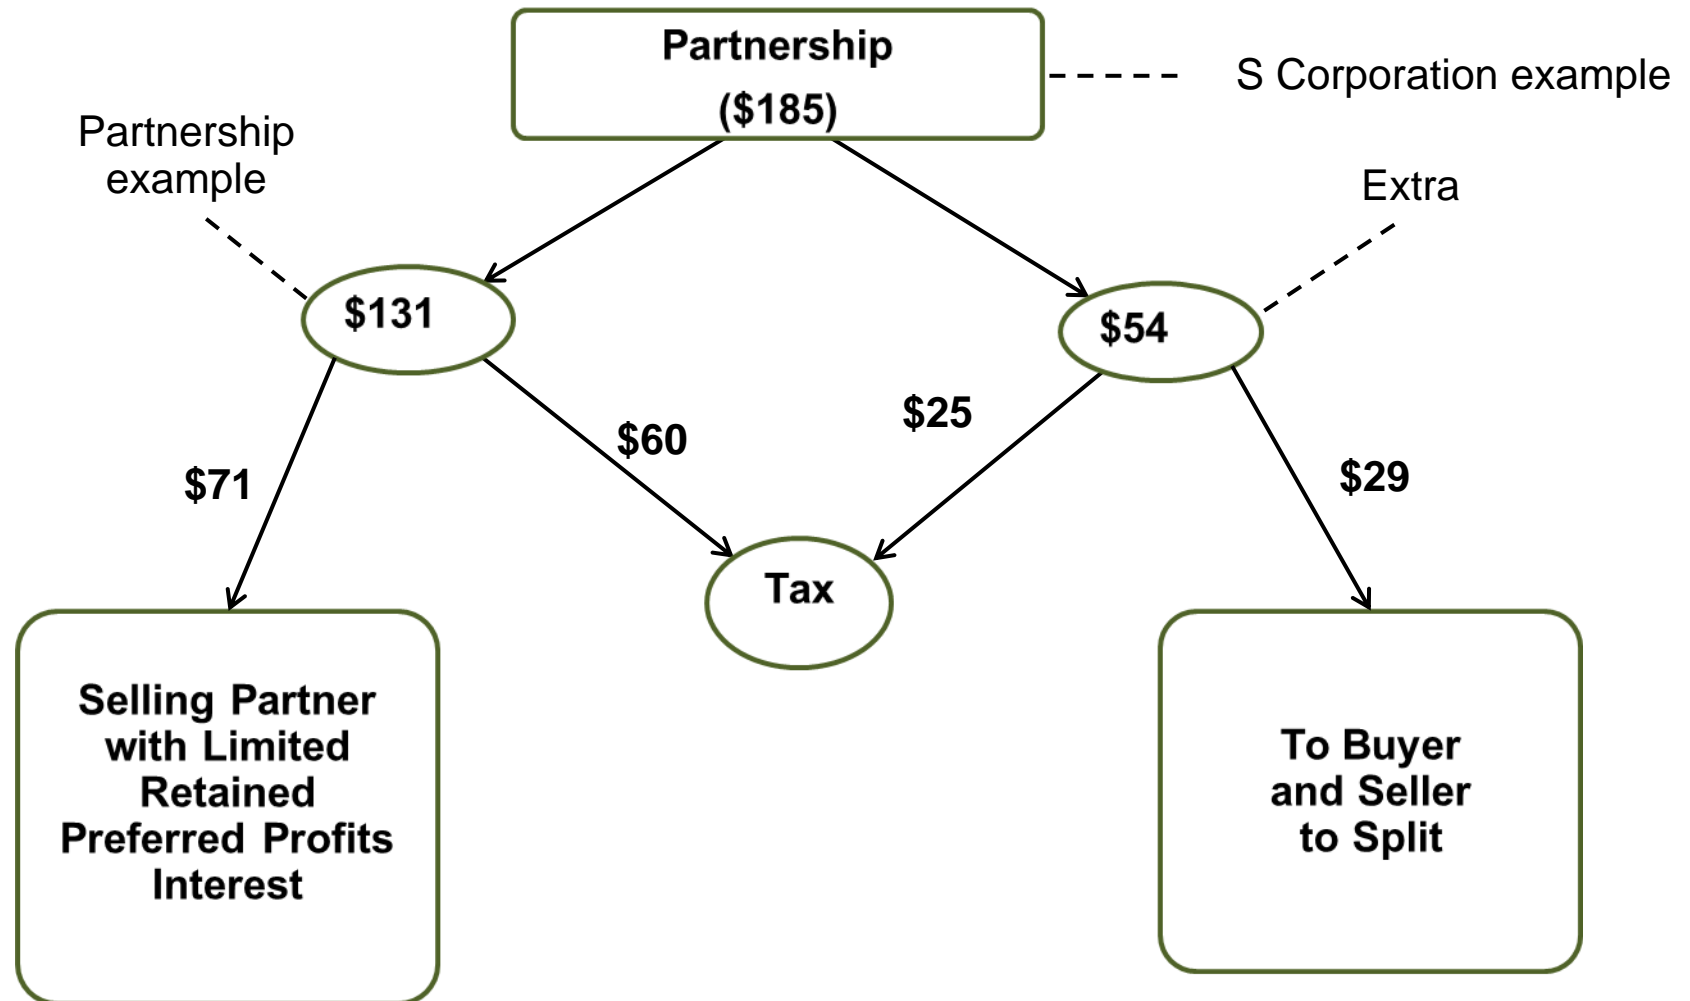 Partnership
($185)
S Corporation example
Partnership
example
Extra
$131
$54
$25
$60
$71
$29
Tax
Selling Partner
with Limited
Retained
Preferred Profits
Interest
To Buyer
and Seller
to Split